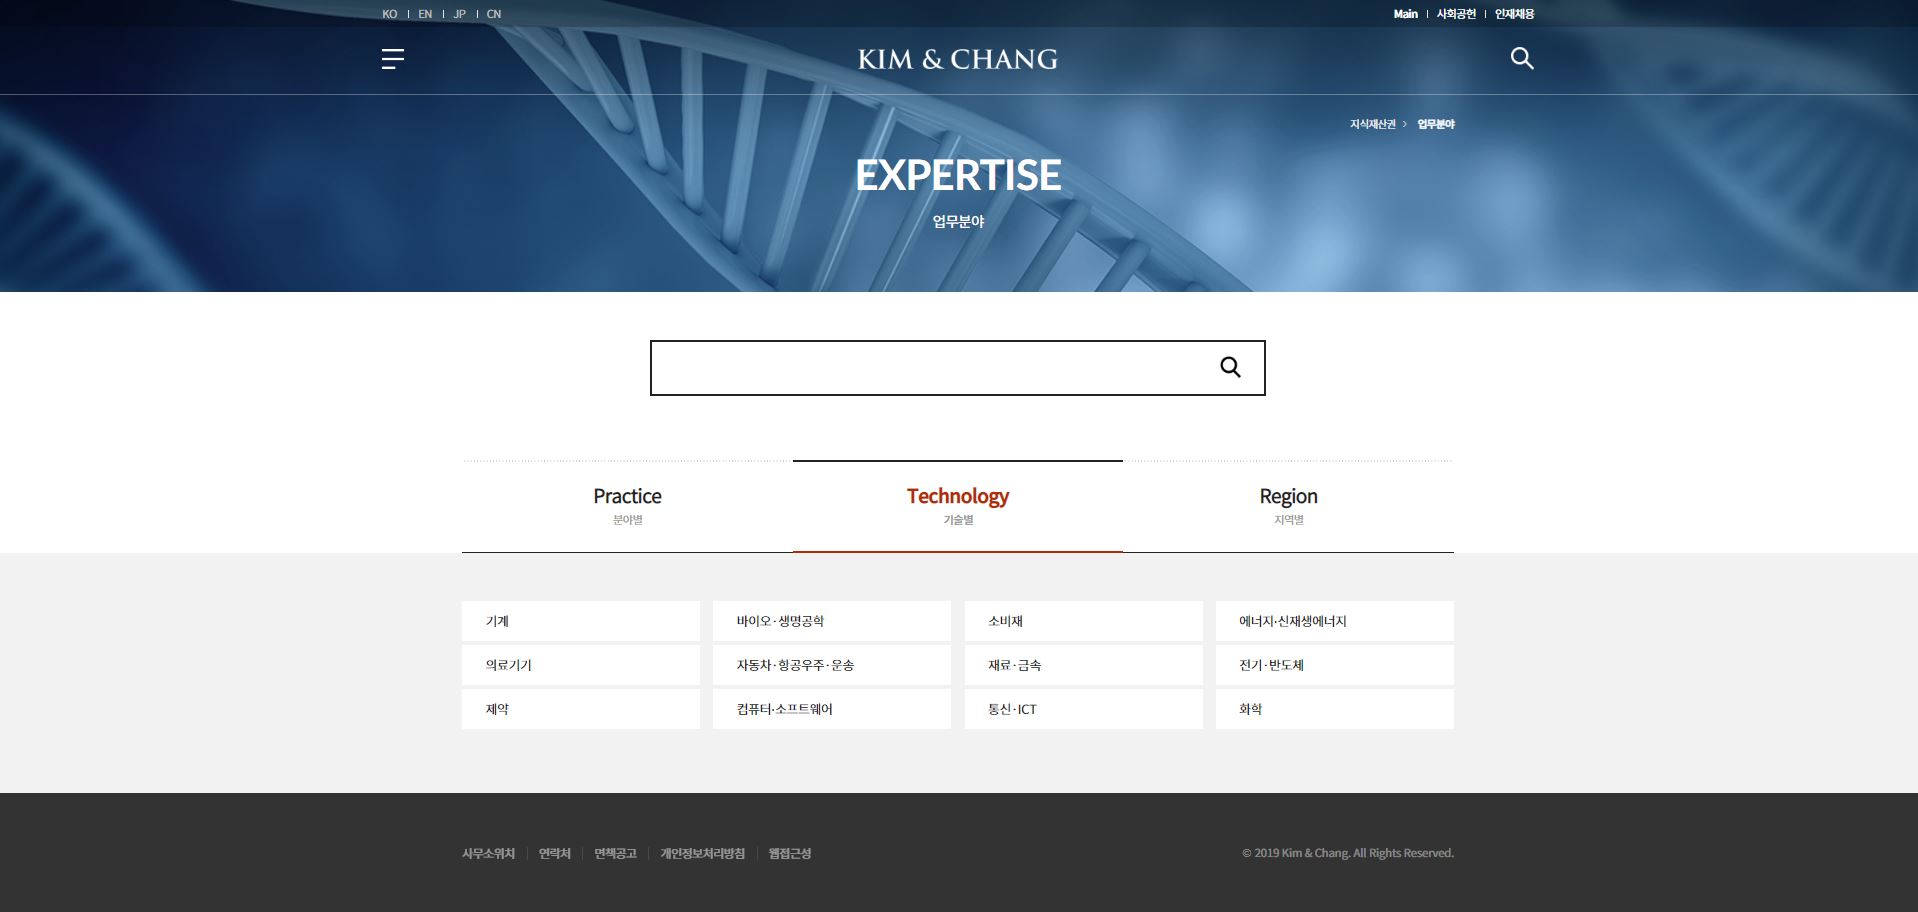 KO | EN | JP | CN
Main | 사회공헌 | 인재채용
KIM & CHANG
지식재산권 > 업무분야
EXPERTISE
업무분야
Practice
분야별
Technology
기술별
Region
지역별
기계
바이오·생명공학
소비재
에너지·신재생에너지
의료기기
자동차·항공우주·운송
재료·금속
전기·반도체
제약
컴퓨터·소프트웨어
통신·ICT
화학
사무소위치 | 연락처 | 면책공고 | 개인정보처리방침 | 웹접근성
© 2019 Kim & Chang. All Rights Reserved.